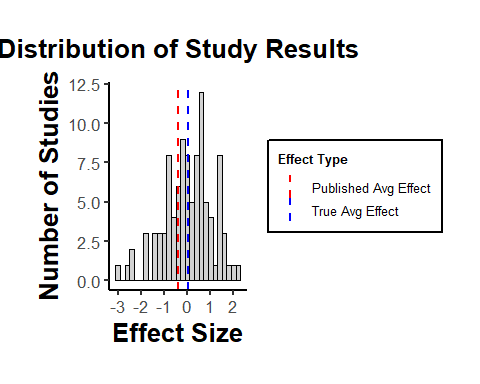 Distribution of Study Results
Number of Studies
12.5
10.0
7.5
5.0
2.5
0.0
-3 -2 -1 0 1 2
Effect Size
Effect Type
Published Avg Effect
True Avg Effect